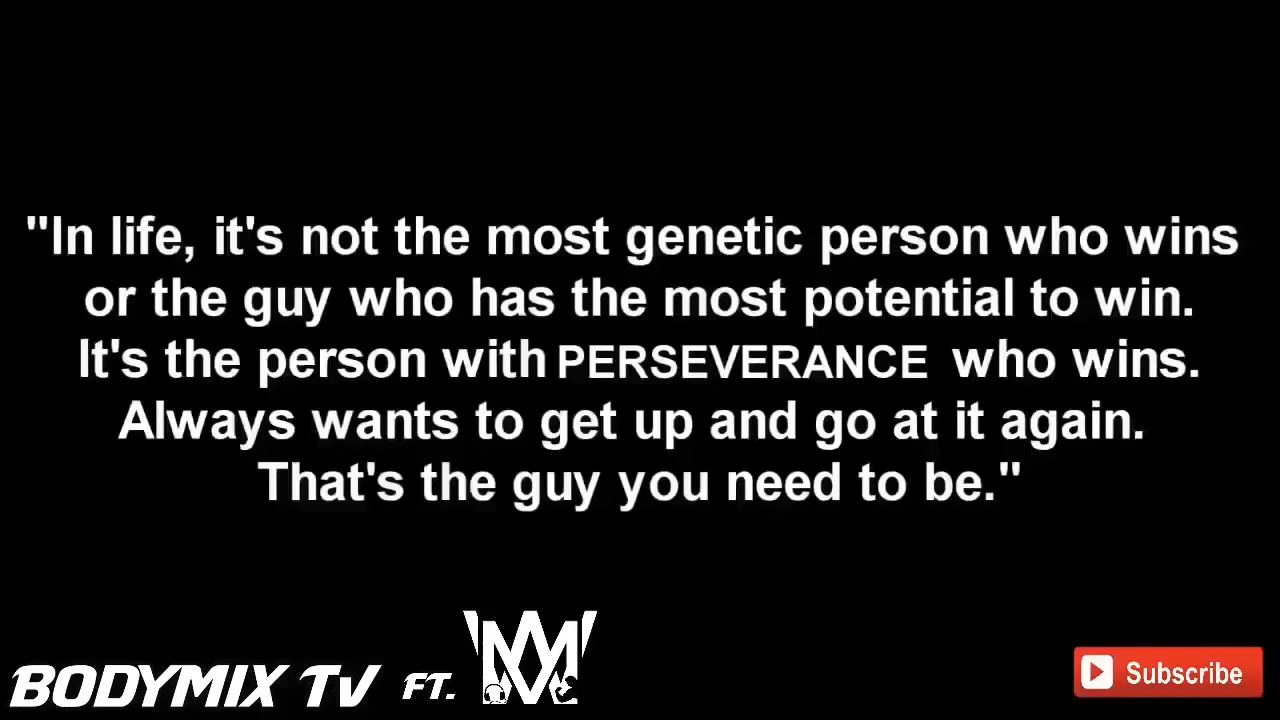 "In life, it's not the most genetic person who wins
or the guy who has the most potential to win.
It's the person with PERSEVERANCE who wins.
Always wants to get up and go at it again.
That's the guy you need to be."
BODYMIX TV FT.
Subscribe